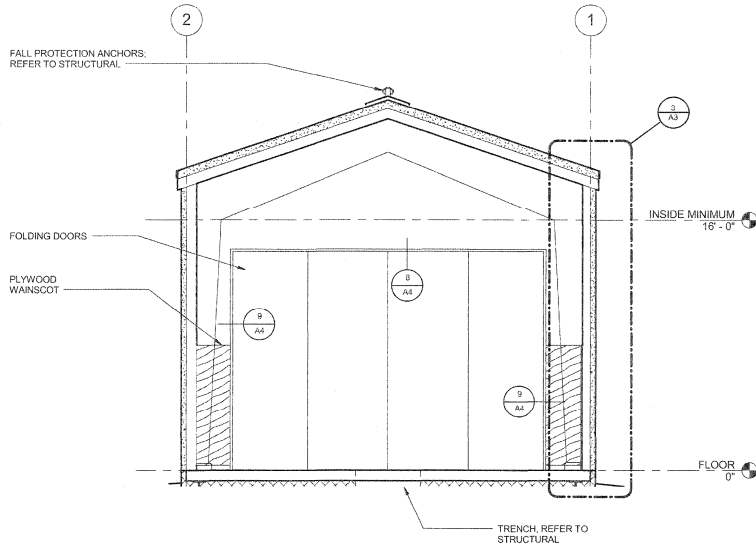 2
1
FALL PROTECTION ANCHORS;
REFER TO STRUCTURAL
3
A3
INSIDE MINIMUM
16' - 0"
FOLDING DOORS
8
A4
PLYWOOD
WAINSCOT
9
A4
9
A4
FLOOR
0"
TRENCH, REFER TO
STRUCTURAL